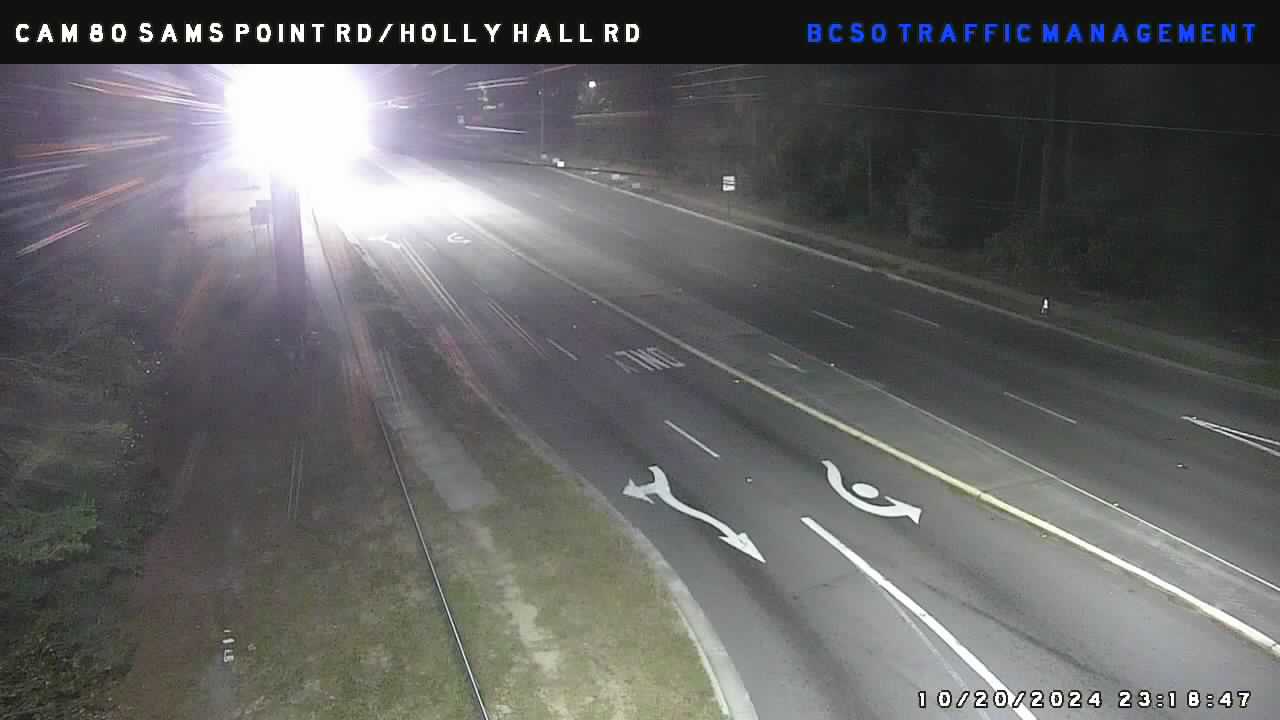 CAM 80 SAMS POINT RD/HOLLY HALL RD
BCSO TRAFFIC MANAGEMENT
ONLY
10/20/2024 23:18:47